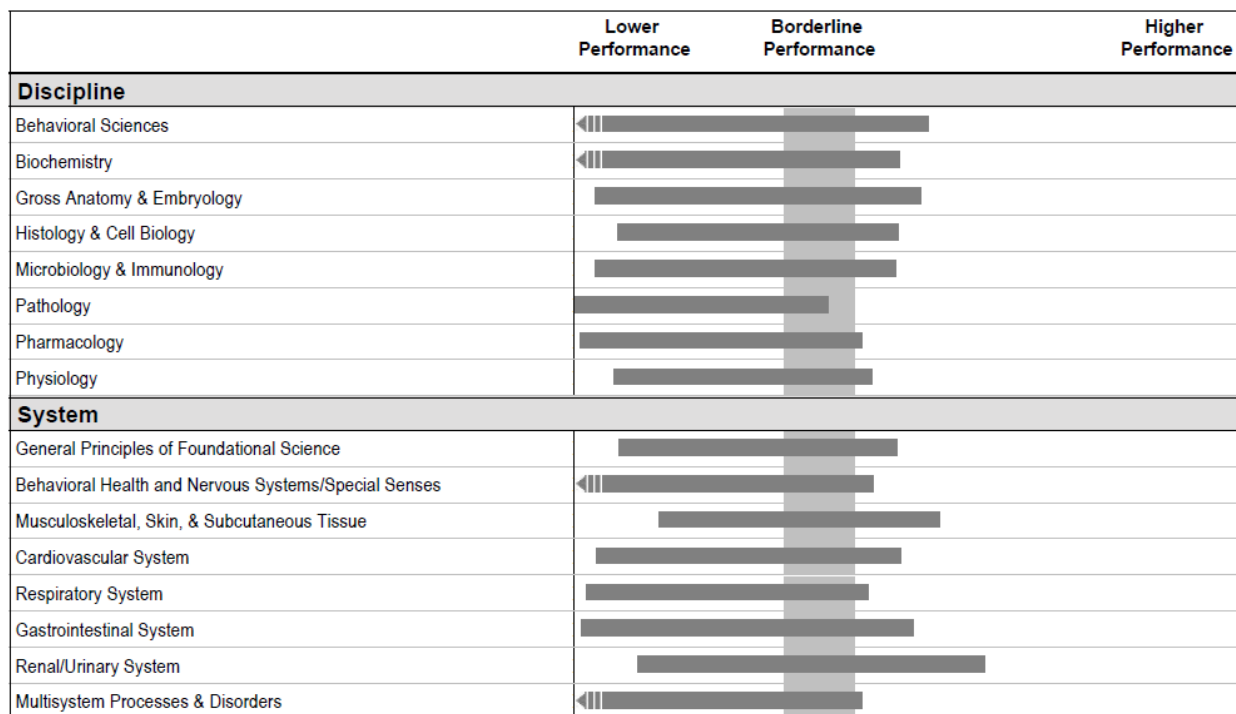 Lower Performance
Borderline Performance
Higher Performance
Discipline
Behavioral Sciences
Biochemistry
Gross Anatomy & Embryology
Histology & Cell Biology
Microbiology & Immunology
Pathology
Pharmacology
Physiology
System
General Principles of Foundational Science
Behavioral Health and Nervous Systems/Special Senses
Musculoskeletal, Skin, & Subcutaneous Tissue
Cardiovascular System
Respiratory System
Gastrointestinal System
Renal/Urinary System
Multisystem Processes & Disorders